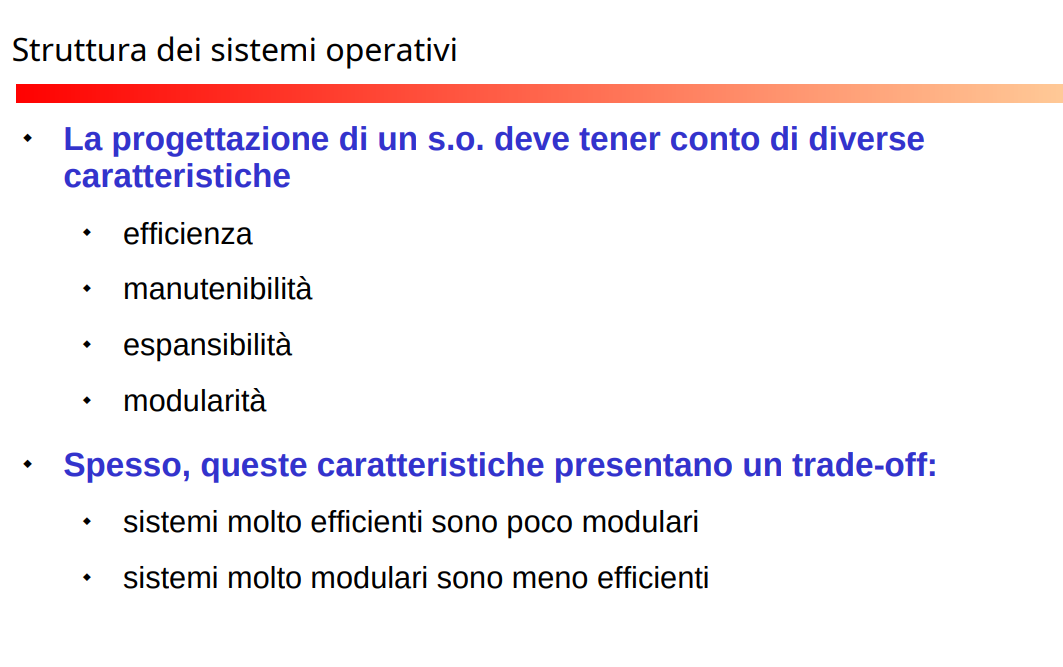 Struttura dei sistemi operativi
La progettazione di un s.o. deve tener conto di diverse
caratteristiche
efficienza
manutenibilità
espansibilità
modularità
Spesso, queste caratteristiche presentano un trade-off:
sistemi molto efficienti sono poco modulari
sistemi molto modulari sono meno efficienti